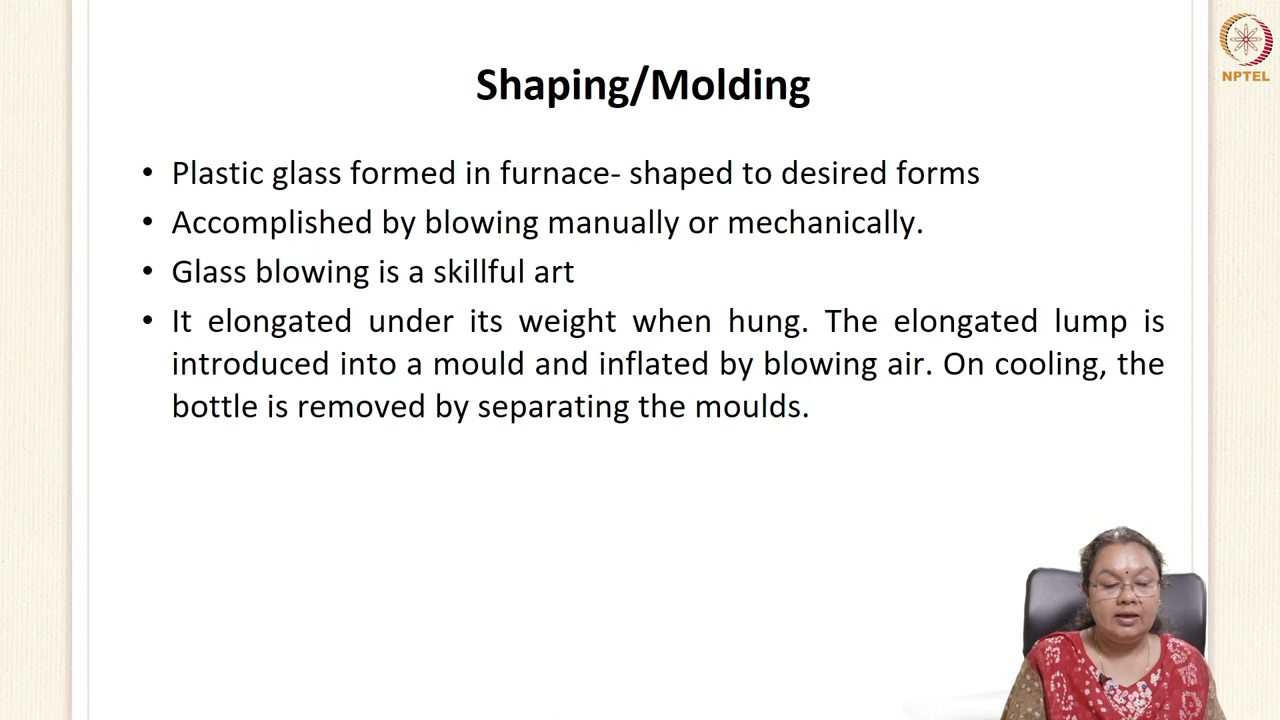 NPTEL
Shaping/Molding
• Plastic glass formed in furnace- shaped to desired forms
• Accomplished by blowing manually or mechanically.
• Glass blowing is a skillful art
• It elongated under its weight when hung. The elongated lump is
introduced into a mould and inflated by blowing air. On cooling, the
bottle is removed by separating the moulds.